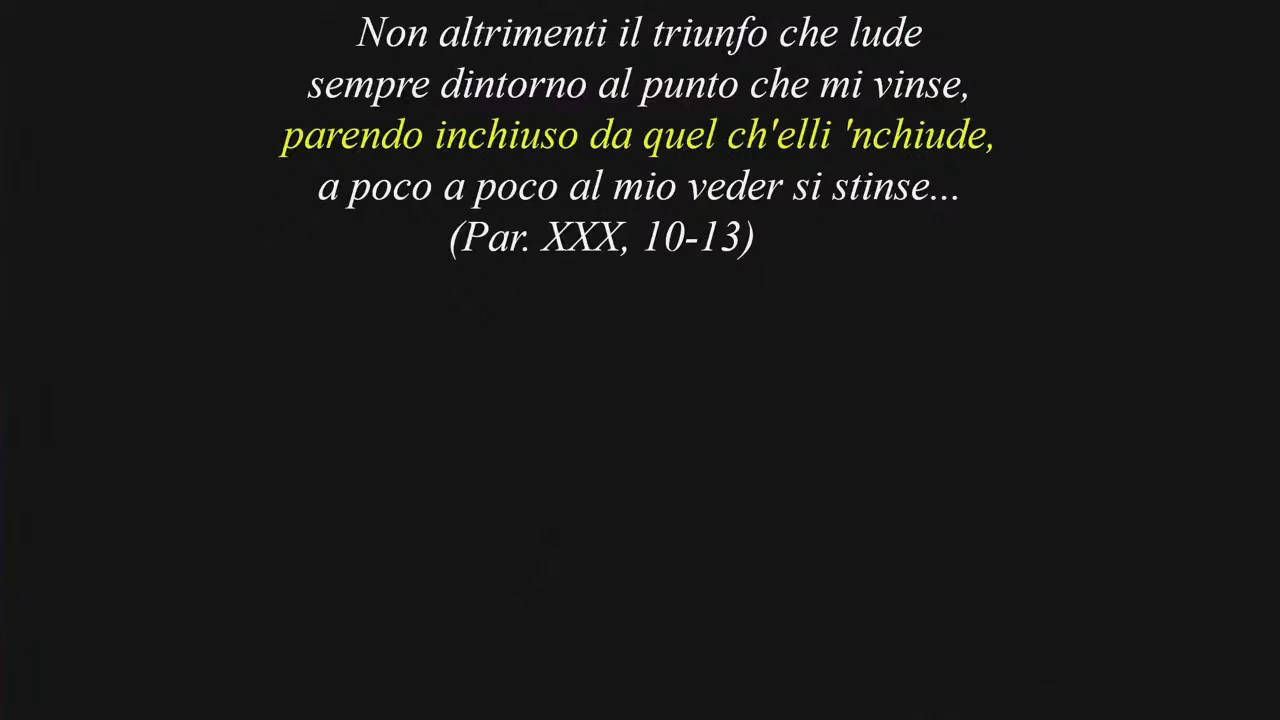 Non altrimenti il triunfo che lude
sempre dintorno al punto che mi vinse,
parendo inchiuso da quel ch'elli 'nchiude,
a poco a poco al mio veder si stinse...
(Par. XXX, 10-13)